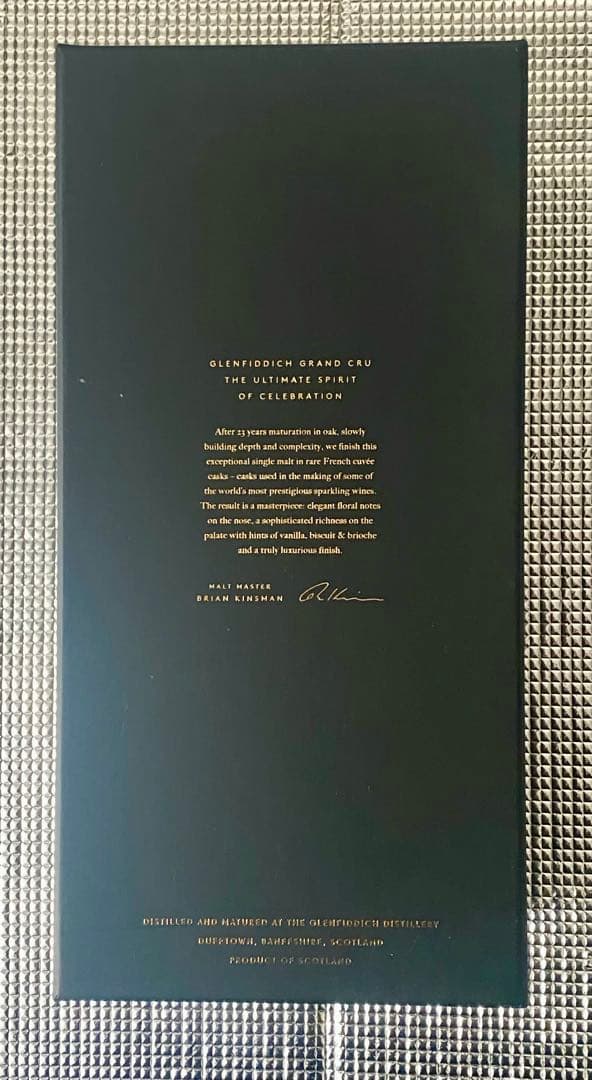 GLENFIDDICH GRAND CRU
THE ULTIMATE SPIRIT
OF CELEBRATION
After 23 years maturation in oak, slowly
building depth and complexity, we finish this
exceptional single malt in rare French cuvée
casks – casks used in the making of some of
the world's most prestigious sparkling wines.
The result is a masterpiece: elegant floral notes
on the nose, a sophisticated richness on the
palate with hints of vanilla, biscuit & brioche
and a truly luxurious finish.
MALT MASTER
BRIAN KINSMAN
DISTILLED AND MATURED AT THE GLENFIDDICH DISTILLERY
DUFFTOWN, BANFFSHIRE, SCOTLAND
PRODUCT OF SCOTLAND